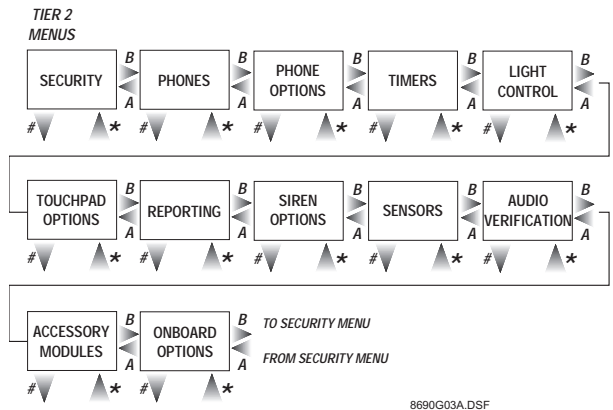 TIER 2
MENUS
SECURITY B A PHONES B A PHONE OPTIONS B A TIMERS B A LIGHT CONTROL B A
# * # * # * # * # *
TOUCHPAD OPTIONS B A REPORTING B A SIREN OPTIONS B A SENSORS B A AUDIO VERIFICATION B A
# * # * # * # * # *
ACCESSORY MODULES B A ONBOARD OPTIONS B TO SECURITY MENU
A FROM SECURITY MENU
# * # *
8690G03A.DSF